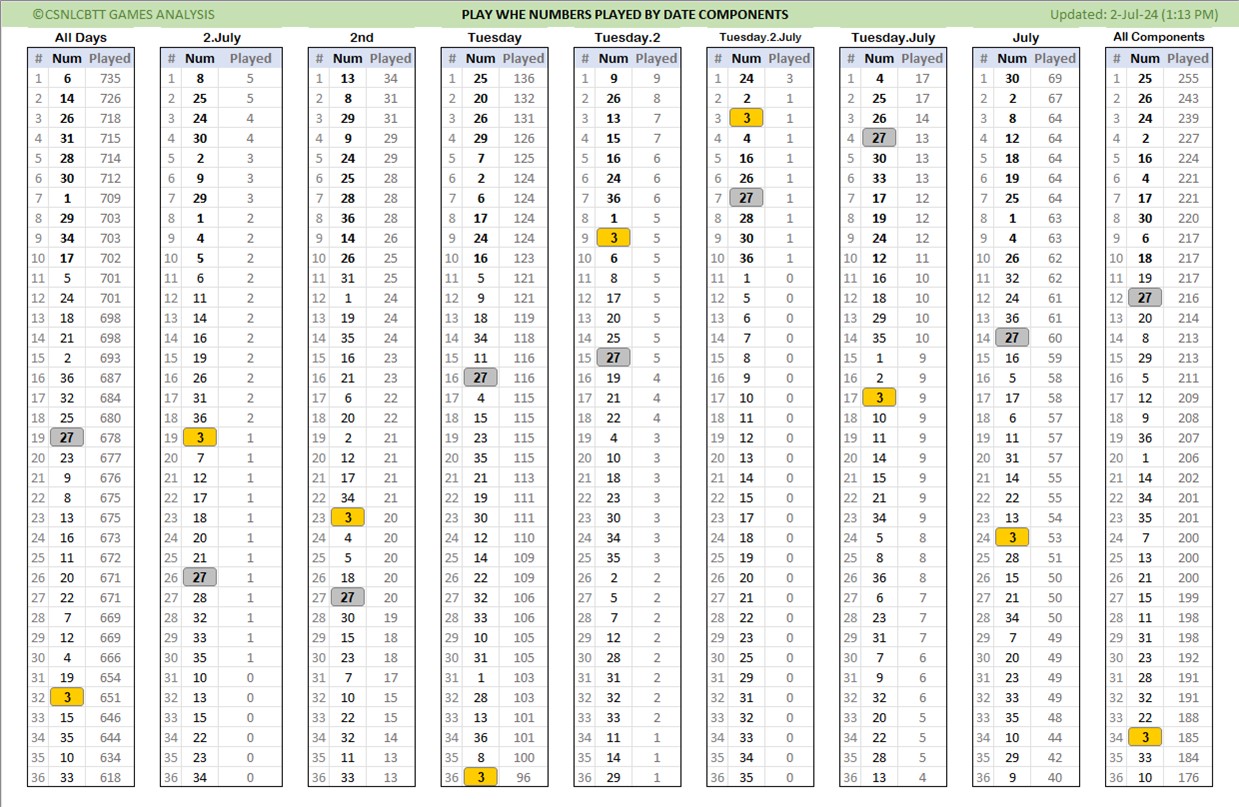 ©CSNLCBTT GAMES ANALYSIS PLAY WHE NUMBERS PLAYED BY DATE COMPONENTS Updated: 2-Jul-24 (1:13 PM)
All Days 2.July 2nd Tuesday Tuesday.2 Tuesday.2.July Tuesday.July July All Components
# Num Played # Num Played # Num Played # Num Played # Num Played # Num Played # Num Played # Num Played # Num Played
1 6 735 1 8 5 1 13 34 1 25 136 1 9 9 1 24 3 1 4 17 1 30 69 1 25 255
2 14 726 2 25 5 2 8 31 2 20 132 2 26 8 2 2 1 2 25 17 2 2 67 2 26 243
3 26 718 3 24 4 3 29 31 3 26 131 3 13 7 3 3 1 3 26 14 3 8 64 3 24 239
4 31 715 4 30 4 4 9 29 4 29 126 4 15 7 4 4 1 4 27 13 4 12 64 4 2 227
5 28 714 5 2 3 5 24 29 5 7 125 5 16 6 5 16 1 5 30 13 5 18 64 5 16 224
6 30 712 6 9 3 6 25 28 6 2 124 6 24 6 6 26 1 6 33 13 6 19 64 6 4 221
7 1 709 7 29 3 7 28 28 7 6 124 7 36 6 7 27 1 7 17 12 7 25 64 7 17 221
8 29 703 8 1 2 8 36 28 8 17 124 8 1 5 8 28 1 8 19 12 8 1 63 8 30 220
9 34 703 9 4 2 9 14 26 9 24 124 9 3 5 9 30 1 9 24 12 9 4 63 9 6 217
10 17 702 10 5 2 10 26 25 10 16 123 10 6 5 10 36 1 10 12 11 10 26 62 10 18 217
11 5 701 11 6 2 11 31 25 11 5 121 11 8 5 11 1 0 11 16 10 11 32 62 11 19 217
12 24 701 12 11 2 12 1 24 12 9 121 12 17 5 12 5 0 12 18 10 12 24 61 12 27 216
13 18 698 13 14 2 13 19 24 13 18 119 13 20 5 13 6 0 13 29 10 13 36 61 13 20 214
14 21 698 14 16 2 14 35 24 14 34 118 14 25 5 14 7 0 14 35 10 14 27 60 14 8 213
15 2 693 15 19 2 15 16 23 15 11 116 15 27 5 15 8 0 15 1 9 15 16 59 15 29 213
16 36 687 16 26 2 16 21 23 16 27 116 16 19 4 16 9 0 16 2 9 16 5 58 16 5 211
17 32 684 17 31 2 17 6 22 17 4 115 17 21 4 17 10 0 17 3 9 17 17 58 17 12 209
18 25 680 18 36 2 18 20 22 18 15 115 18 22 4 18 11 0 18 10 9 18 6 57 18 9 208
19 27 678 19 3 1 19 2 21 19 23 115 19 4 3 19 12 0 19 11 9 19 11 57 19 36 207
20 23 677 20 7 1 20 12 21 20 35 115 20 10 3 20 13 0 20 14 9 20 31 57 20 1 206
21 9 676 21 12 1 21 17 21 21 21 113 21 18 3 21 14 0 21 15 9 21 14 55 21 14 202
22 8 675 22 17 1 22 34 21 22 19 111 22 23 3 22 15 0 22 21 9 22 22 55 22 34 201
23 13 675 23 18 1 23 3 20 23 30 111 23 30 3 23 17 0 23 34 9 23 13 54 23 35 201
24 16 673 24 20 1 24 4 20 24 12 110 24 34 3 24 18 0 24 5 8 24 3 53 24 7 200
25 11 672 25 21 1 25 5 20 25 14 109 25 35 3 25 19 0 25 8 8 25 28 51 25 13 200
26 20 671 26 27 1 26 18 20 26 22 109 26 2 2 26 20 0 26 36 8 26 15 50 26 21 200
27 22 671 27 28 1 27 27 20 27 32 106 27 5 2 27 21 0 27 6 7 27 21 50 27 15 199
28 7 669 28 32 1 28 30 19 28 33 106 28 7 2 28 22 0 28 23 7 28 34 50 28 11 198
29 12 669 29 33 1 29 15 18 29 10 105 29 12 2 29 23 0 29 31 7 29 7 49 29 31 198
30 4 666 30 35 1 30 23 18 30 31 105 30 28 2 30 25 0 30 7 6 30 20 49 30 23 192
31 19 654 31 10 0 31 7 17 31 1 103 31 31 2 31 29 0 31 9 6 31 23 49 31 28 191
32 3 651 32 13 0 32 10 15 32 28 103 32 32 2 32 31 0 32 32 6 32 33 49 32 32 191
33 15 646 33 15 0 33 22 15 33 13 101 33 33 2 33 32 0 33 20 5 33 35 48 33 22 188
34 35 644 34 22 0 34 32 14 34 36 101 34 11 1 34 33 0 34 22 5 34 10 44 34 3 185
35 10 634 35 23 0 35 11 13 35 8 100 35 14 1 35 34 0 35 28 5 35 29 42 35 33 184
36 33 618 36 34 0 36 33 13 36 3 96 36 29 1 36 35 0 36 13 4 36 9 40 36 10 176